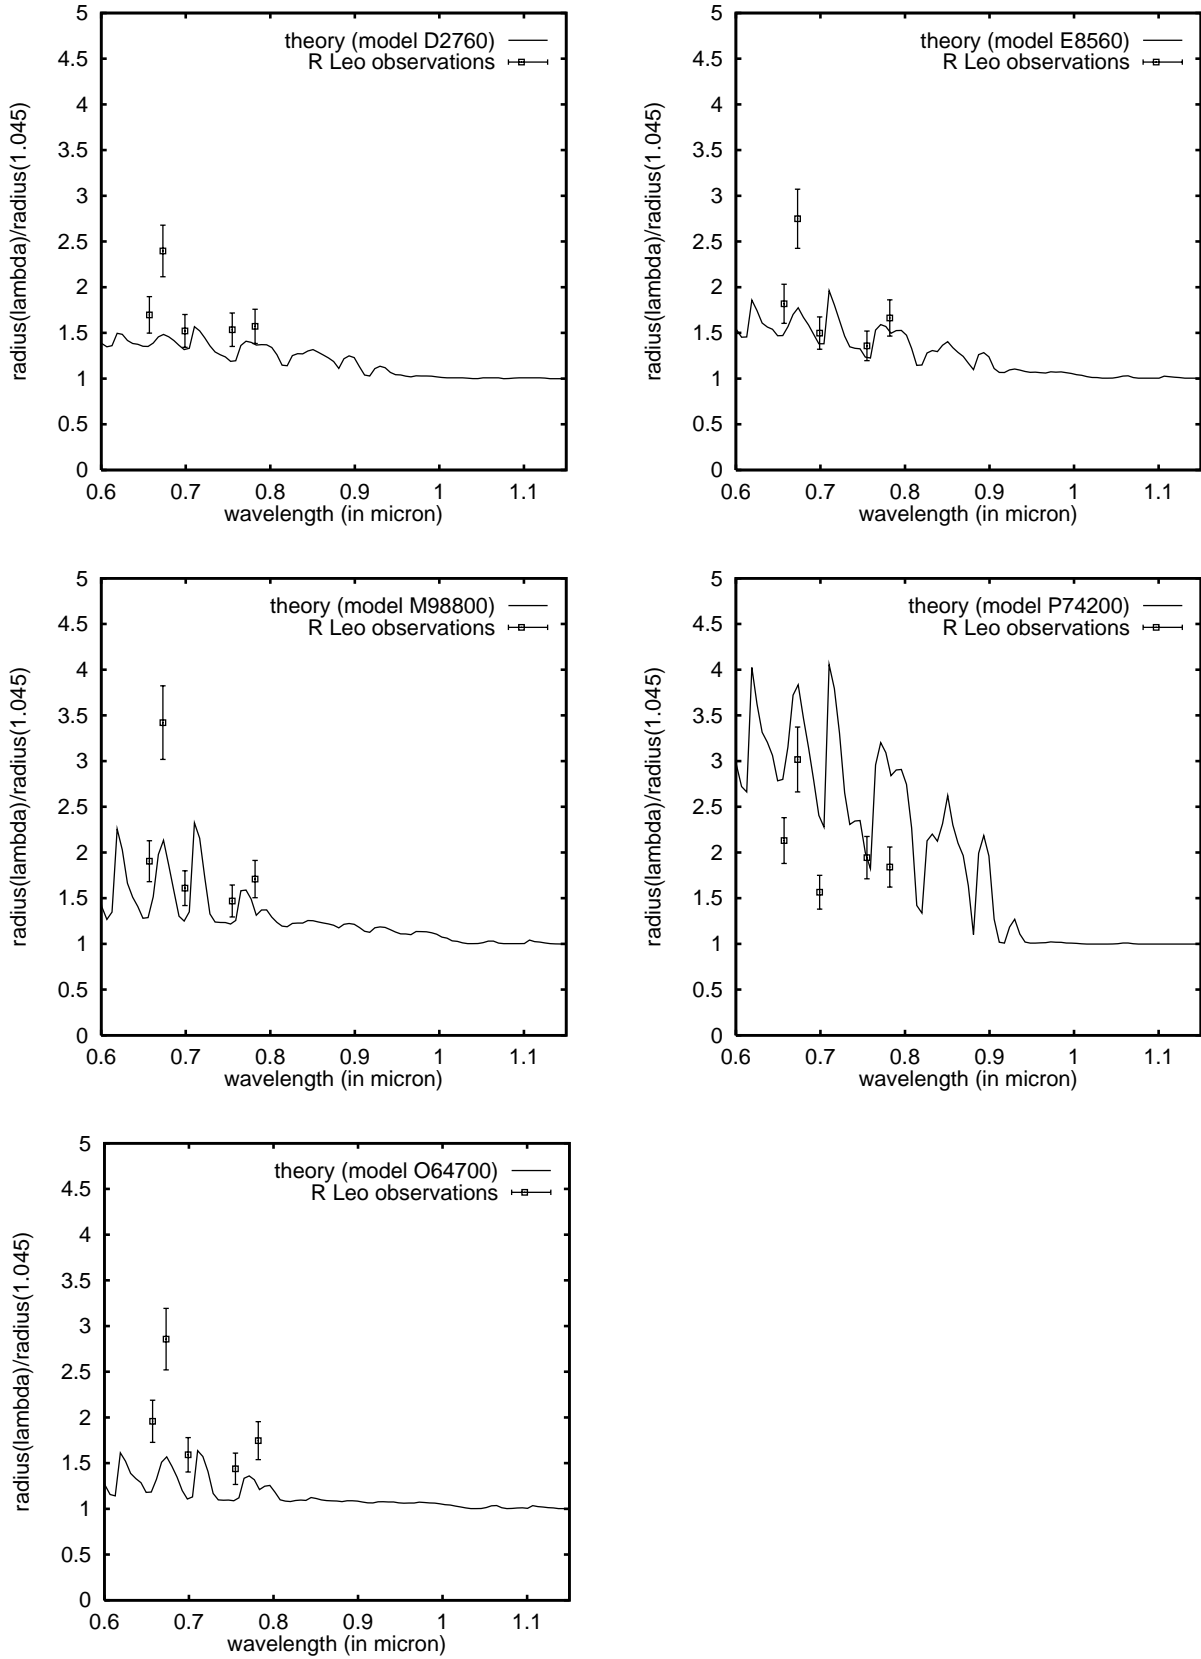 radius(lambda)/radius(1.045)
5
4.5
4
3.5
3
2.5
2
1.5
1
0.5
0
theory (model D2760)
R Leo observations
0.6 0.7 0.8 0.9 1 1.1
wavelength (in micron)
radius(lambda)/radius(1.045)
5
4.5
4
3.5
3
2.5
2
1.5
1
0.5
0
theory (model E8560)
R Leo observations
0.6 0.7 0.8 0.9 1 1.1
wavelength (in micron)
radius(lambda)/radius(1.045)
5
4.5
4
3.5
3
2.5
2
1.5
1
0.5
0
theory (model M98800)
R Leo observations
0.6 0.7 0.8 0.9 1 1.1
wavelength (in micron)
radius(lambda)/radius(1.045)
5
4.5
4
3.5
3
2.5
2
1.5
1
0.5
0
theory (model P74200)
R Leo observations
0.6 0.7 0.8 0.9 1 1.1
wavelength (in micron)
radius(lambda)/radius(1.045)
5
4.5
4
3.5
3
2.5
2
1.5
1
0.5
0
theory (model O64700)
R Leo observations
0.6 0.7 0.8 0.9 1 1.1
wavelength (in micron)